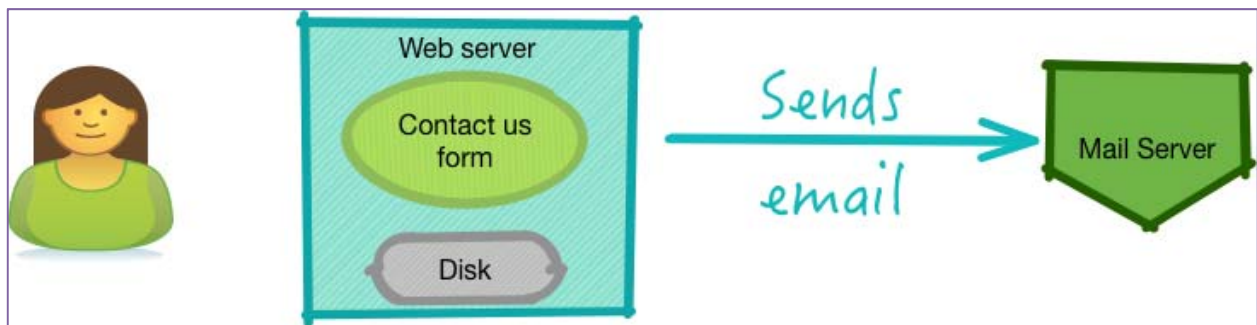 Web server
Contact us
form
Disk
Sends
email
Mail Server